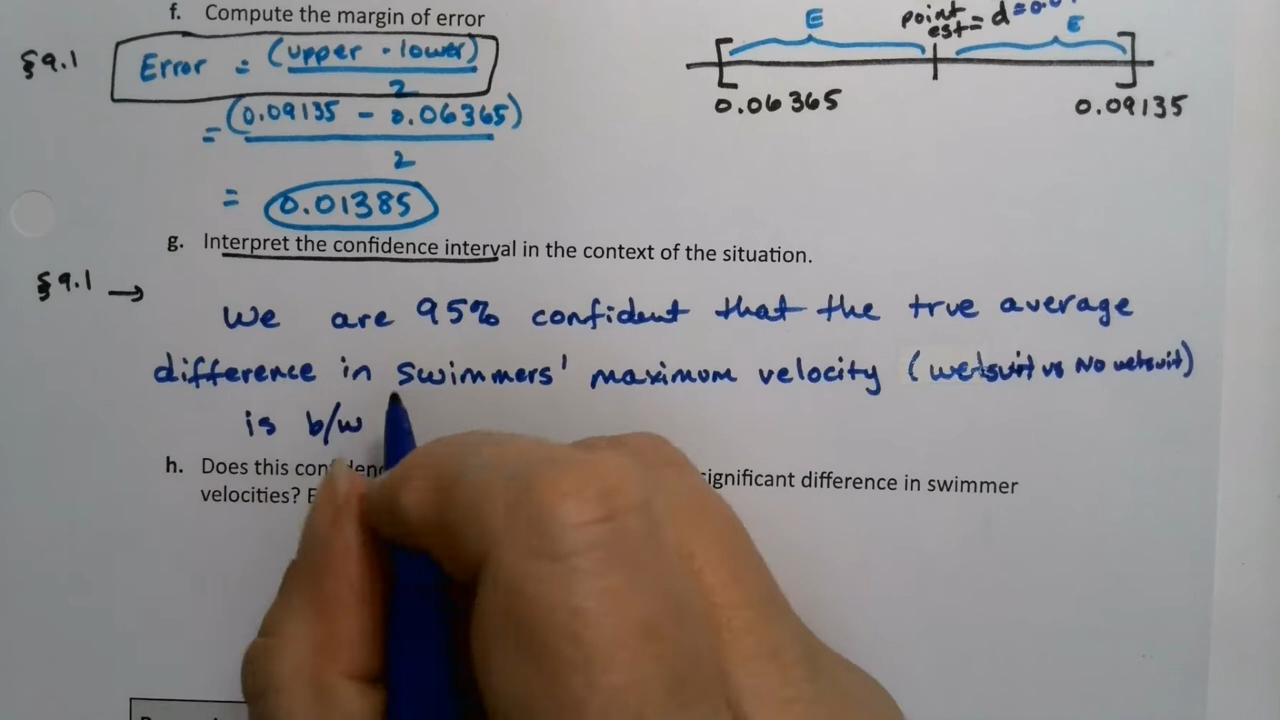 f. Compute the margin of error
§9.1
Error = (upper - lower)
2
= (0.09135 - 0.06365)
2
= 0.01385
E
point
est = d = 0.0
E
0.06365
0.09135
g. Interpret the confidence interval in the context of the situation.
§9.1 →
We are 95% confident that the true average
difference in swimmers' maximum velocity (wetsuit vs No wetsuit)
is b/w
h. Does this significant difference in swimmer
velocities?